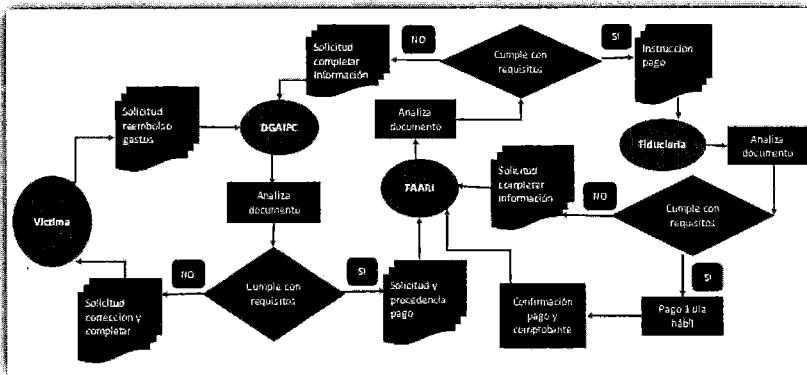 Solicitud
completar
información
NO
Cumple con
requisitos
SI
Instrucción
pago
Solicitud
reembolso
gastos
DGAIPC
Analiza
documento
Fiduciaria
Analiza
documento
Analiza
documento
FAARI
Solicitud
completar
información
NO
Cumple con
requisitos
Víctima
NO
Cumple con
requisitos
SI
Solicitud
corrección y
completar
Solicitud y
procedencia
pago
Confirmación
pago y
comprobante
SI
Pago 1 día
hábil